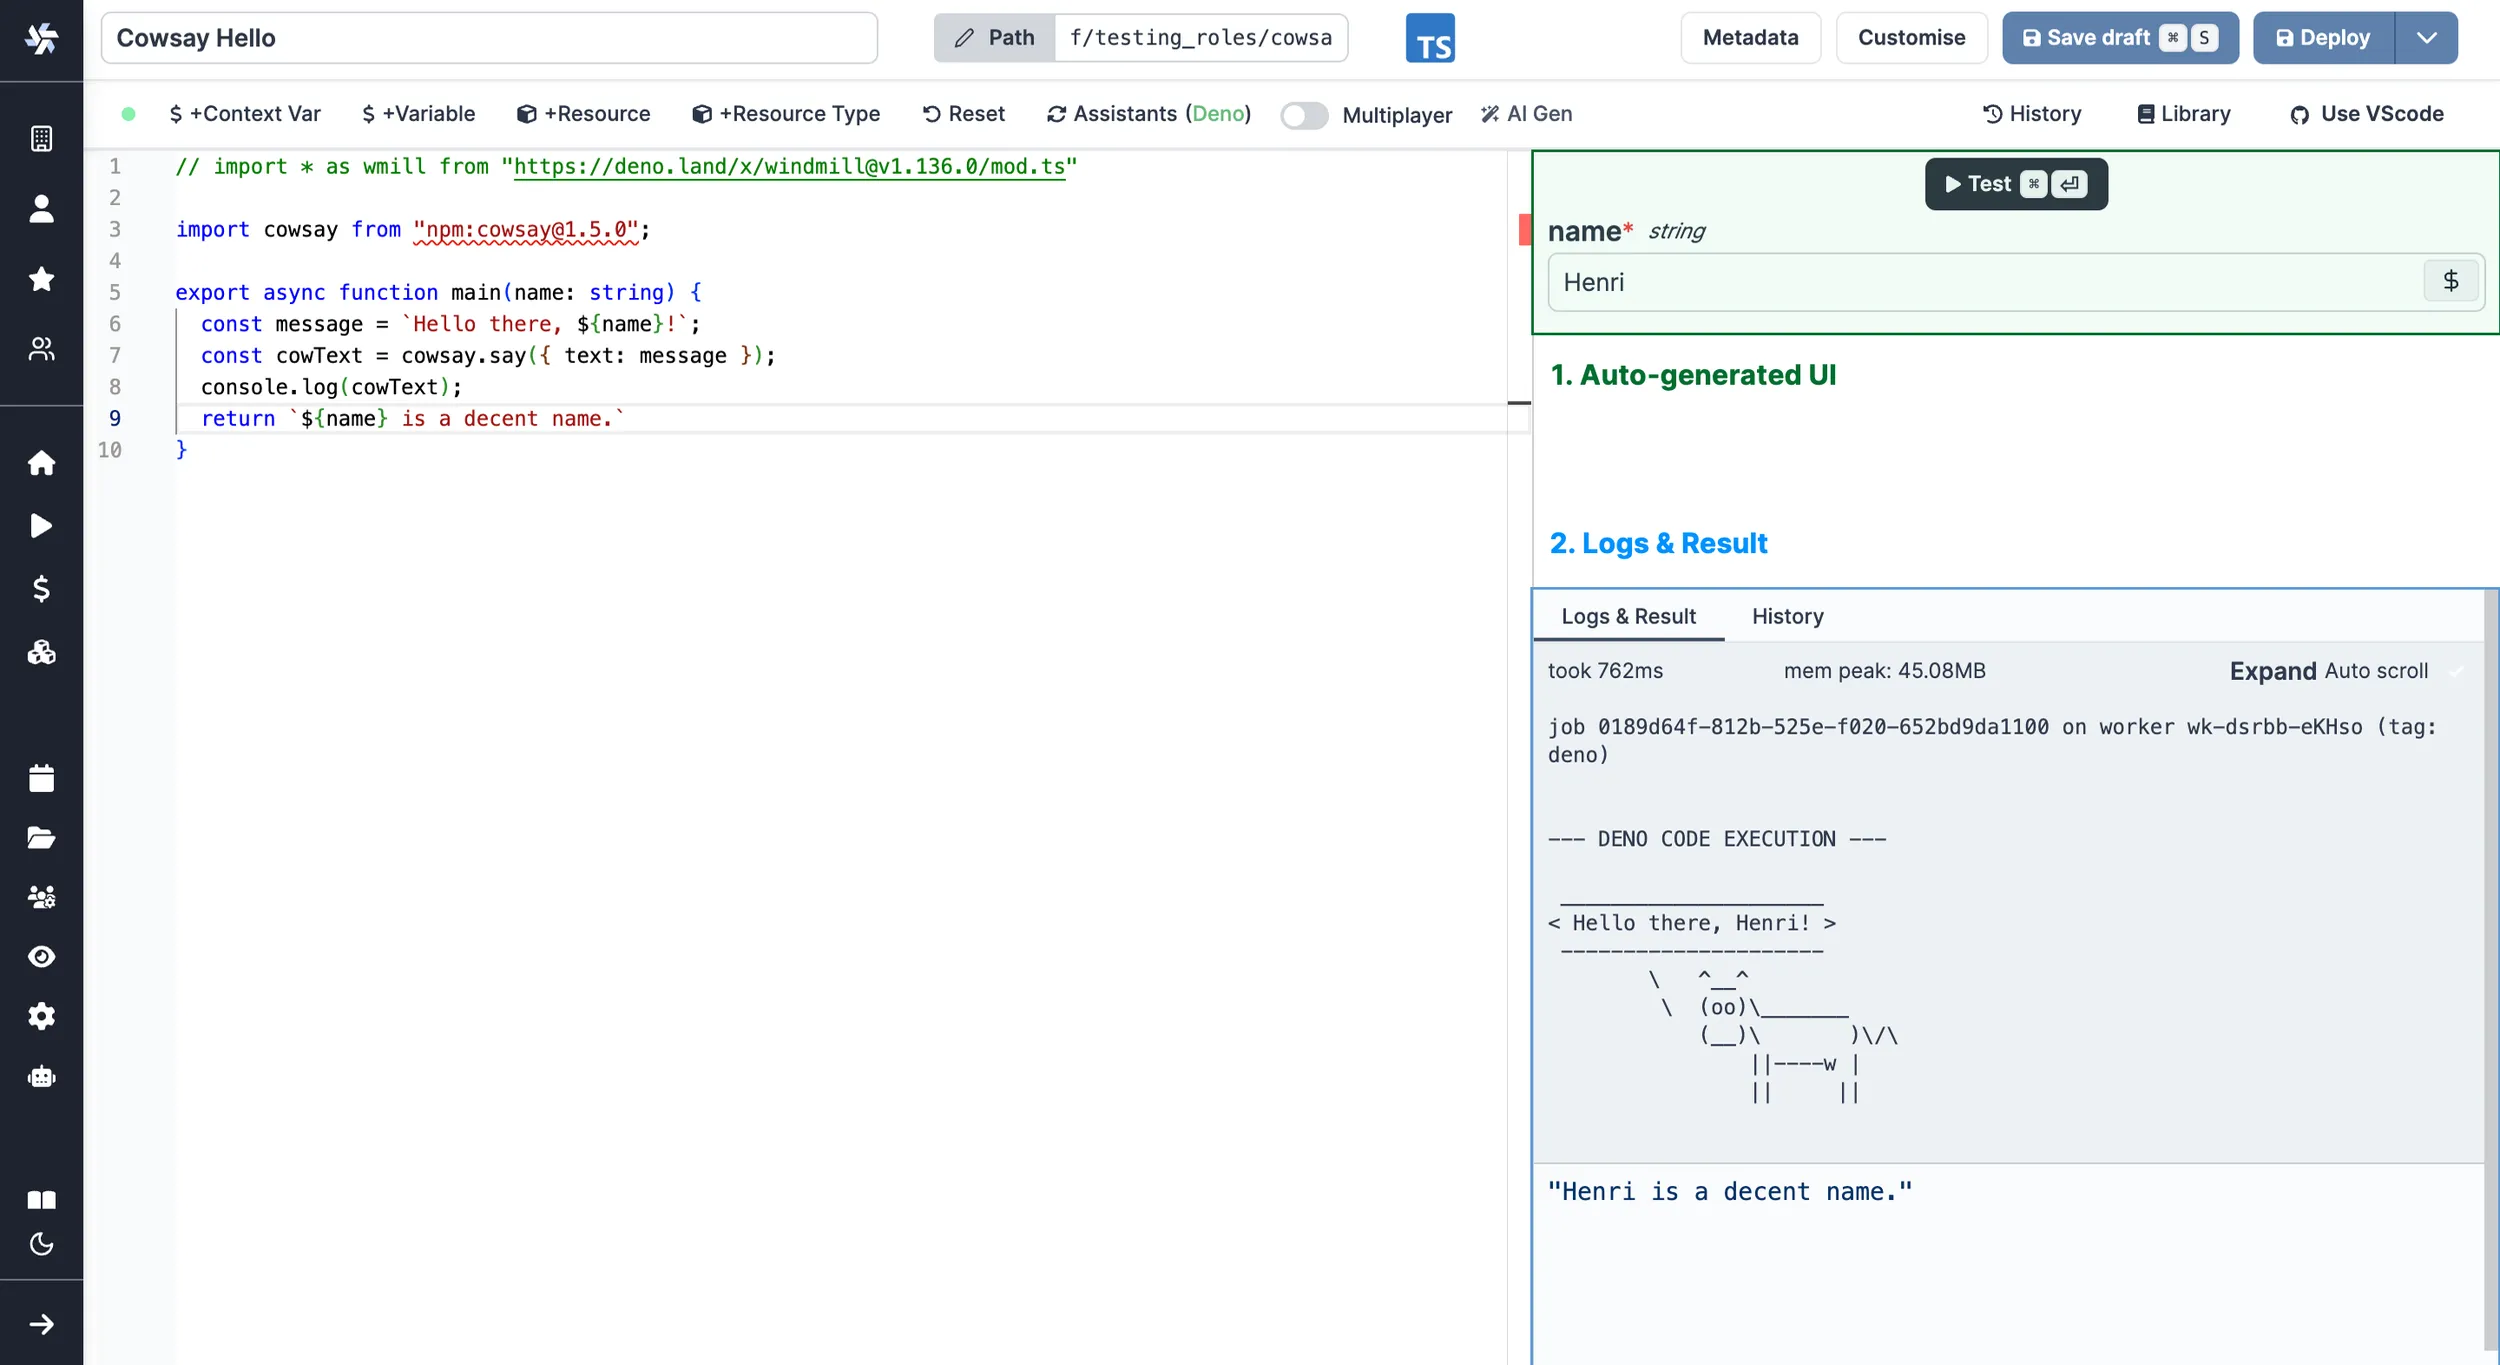 Cowsay Hello
Path f/testing_roles/cowsa
TS
Metadata
Customise
Save draft ⌘ S
Deploy
$ +Context Var
$ +Variable
+Resource
+Resource Type
Reset
Assistants (Deno)
Multiplayer
AI Gen
History
Library
Use VScode
1 // import * as wmill from "https://deno.land/x/windmill@v1.136.0/mod.ts"
2
3 import cowsay from "npm:cowsay@1.5.0";
4
5 export async function main(name: string) {
6   const message = `Hello there, ${name}!`;
7   const cowText = cowsay.say({ text: message });
8   console.log(cowText);
9   return `${name} is a decent name.`
10 }
Test ⌘ ⏎
name* string
Henri $
1. Auto-generated UI
2. Logs & Result
Logs & Result History
took 762ms mem peak: 45.08MB Expand Auto scroll
job 0189d64f-812b-525e-f020-652bd9da1100 on worker wk-dsrbb-eKHso (tag:
deno)
--- DENO CODE EXECUTION ---
 _____________________
< Hello there, Henri! >
 ---------------------
        \   ^__^
         \  (oo)\_______
            (__)\       )\/\
                ||----w |
                ||     ||
"Henri is a decent name."